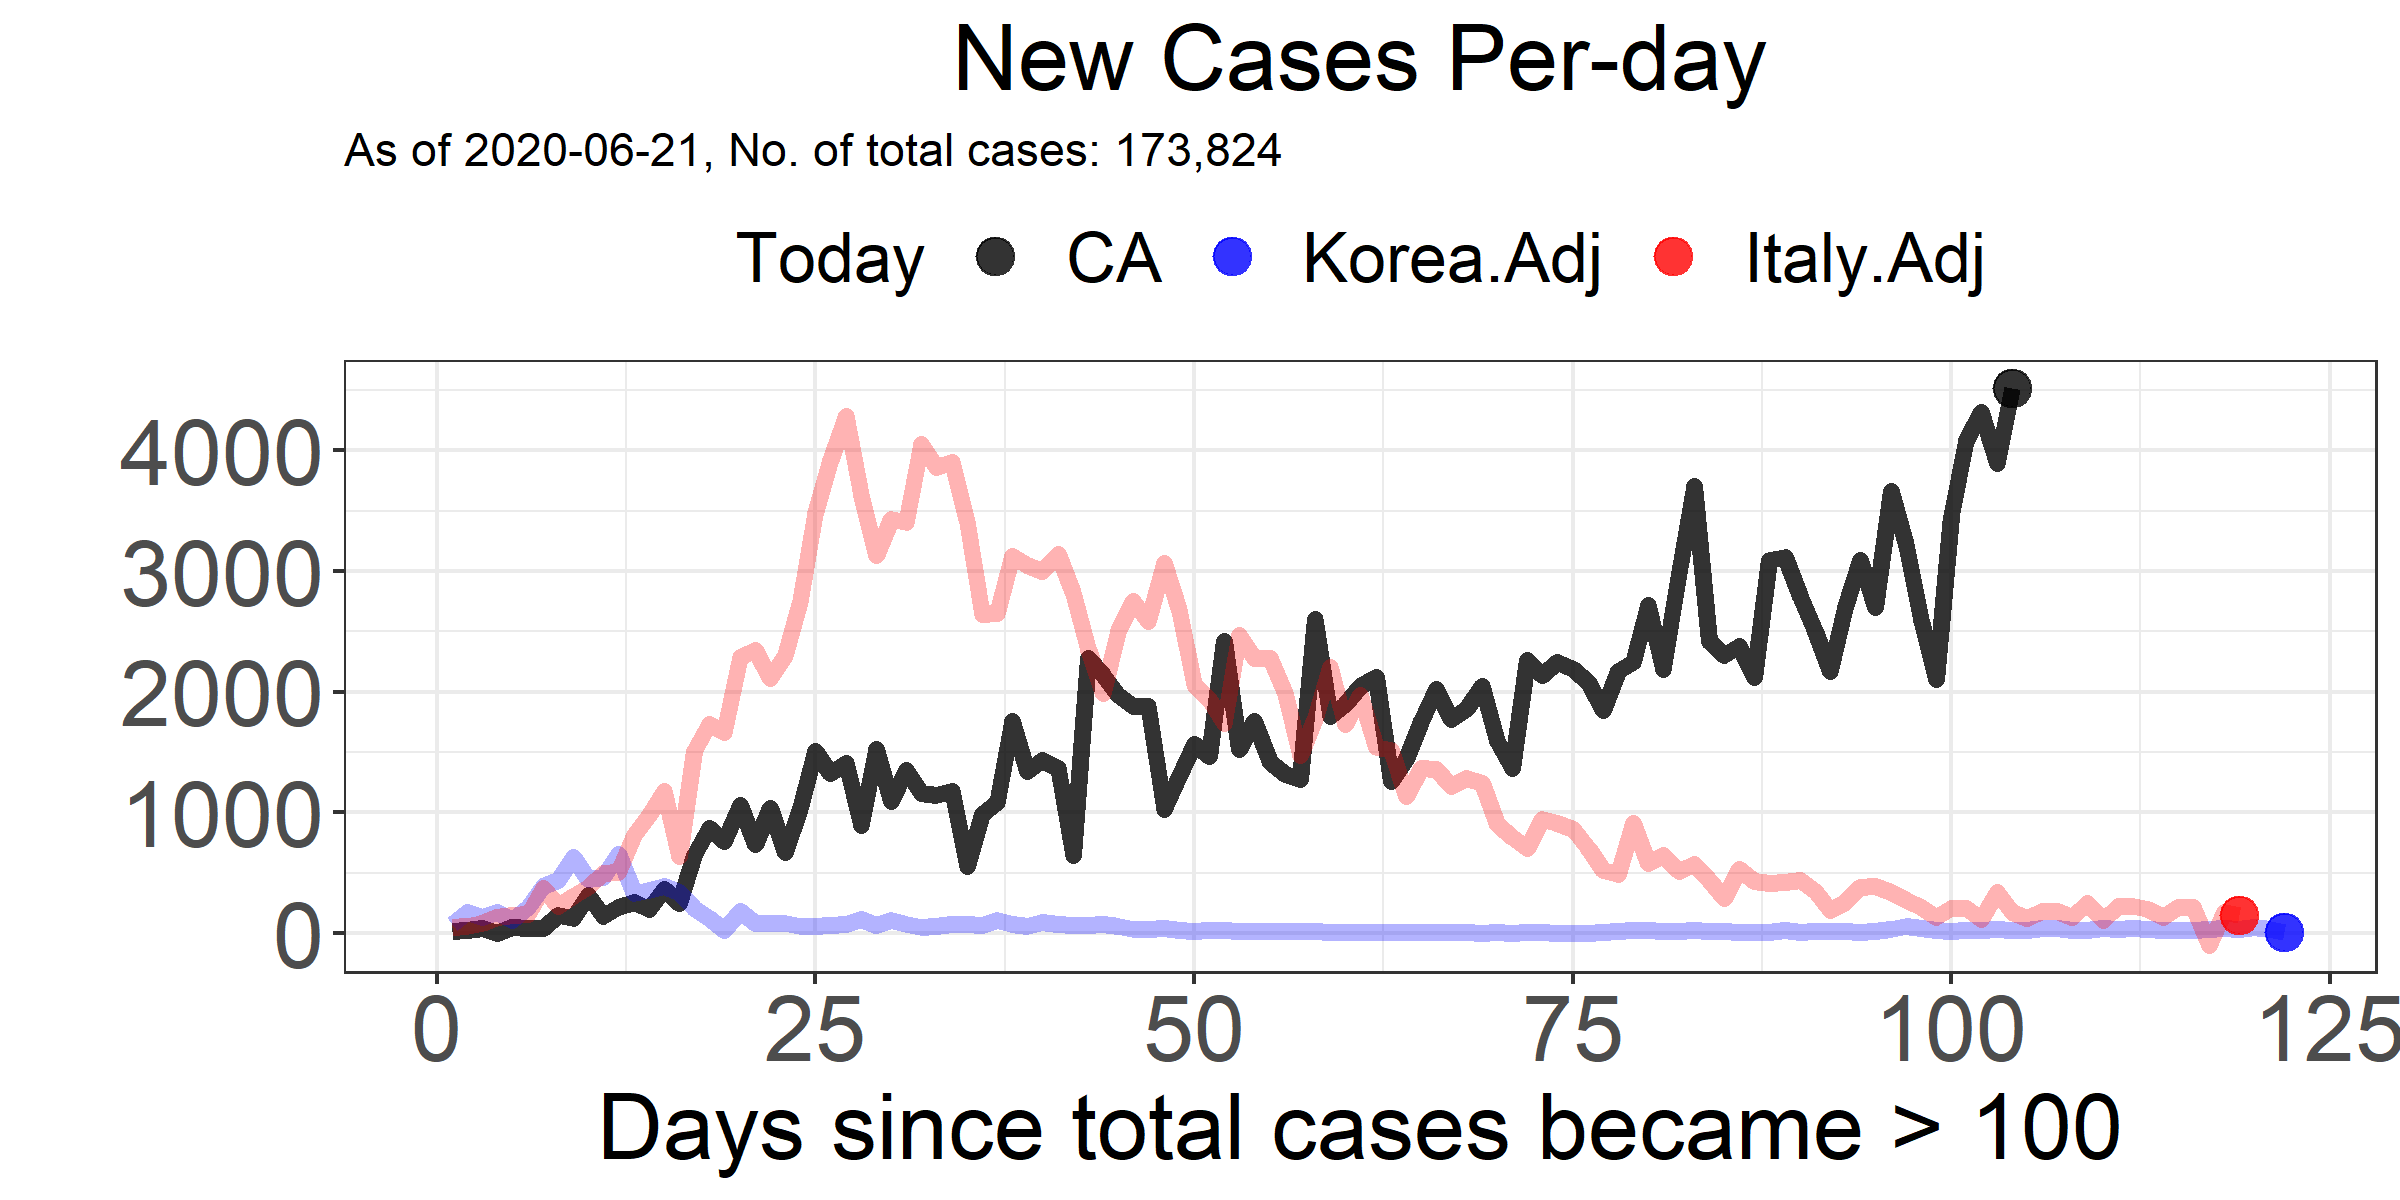 New Cases Per-day
As of 2020-06-21, No. of total cases: 173,824
Today CA Korea.Adj Italy.Adj
4000
3000
2000
1000
0
0 25 50 75 100 125
Days since total cases became > 100